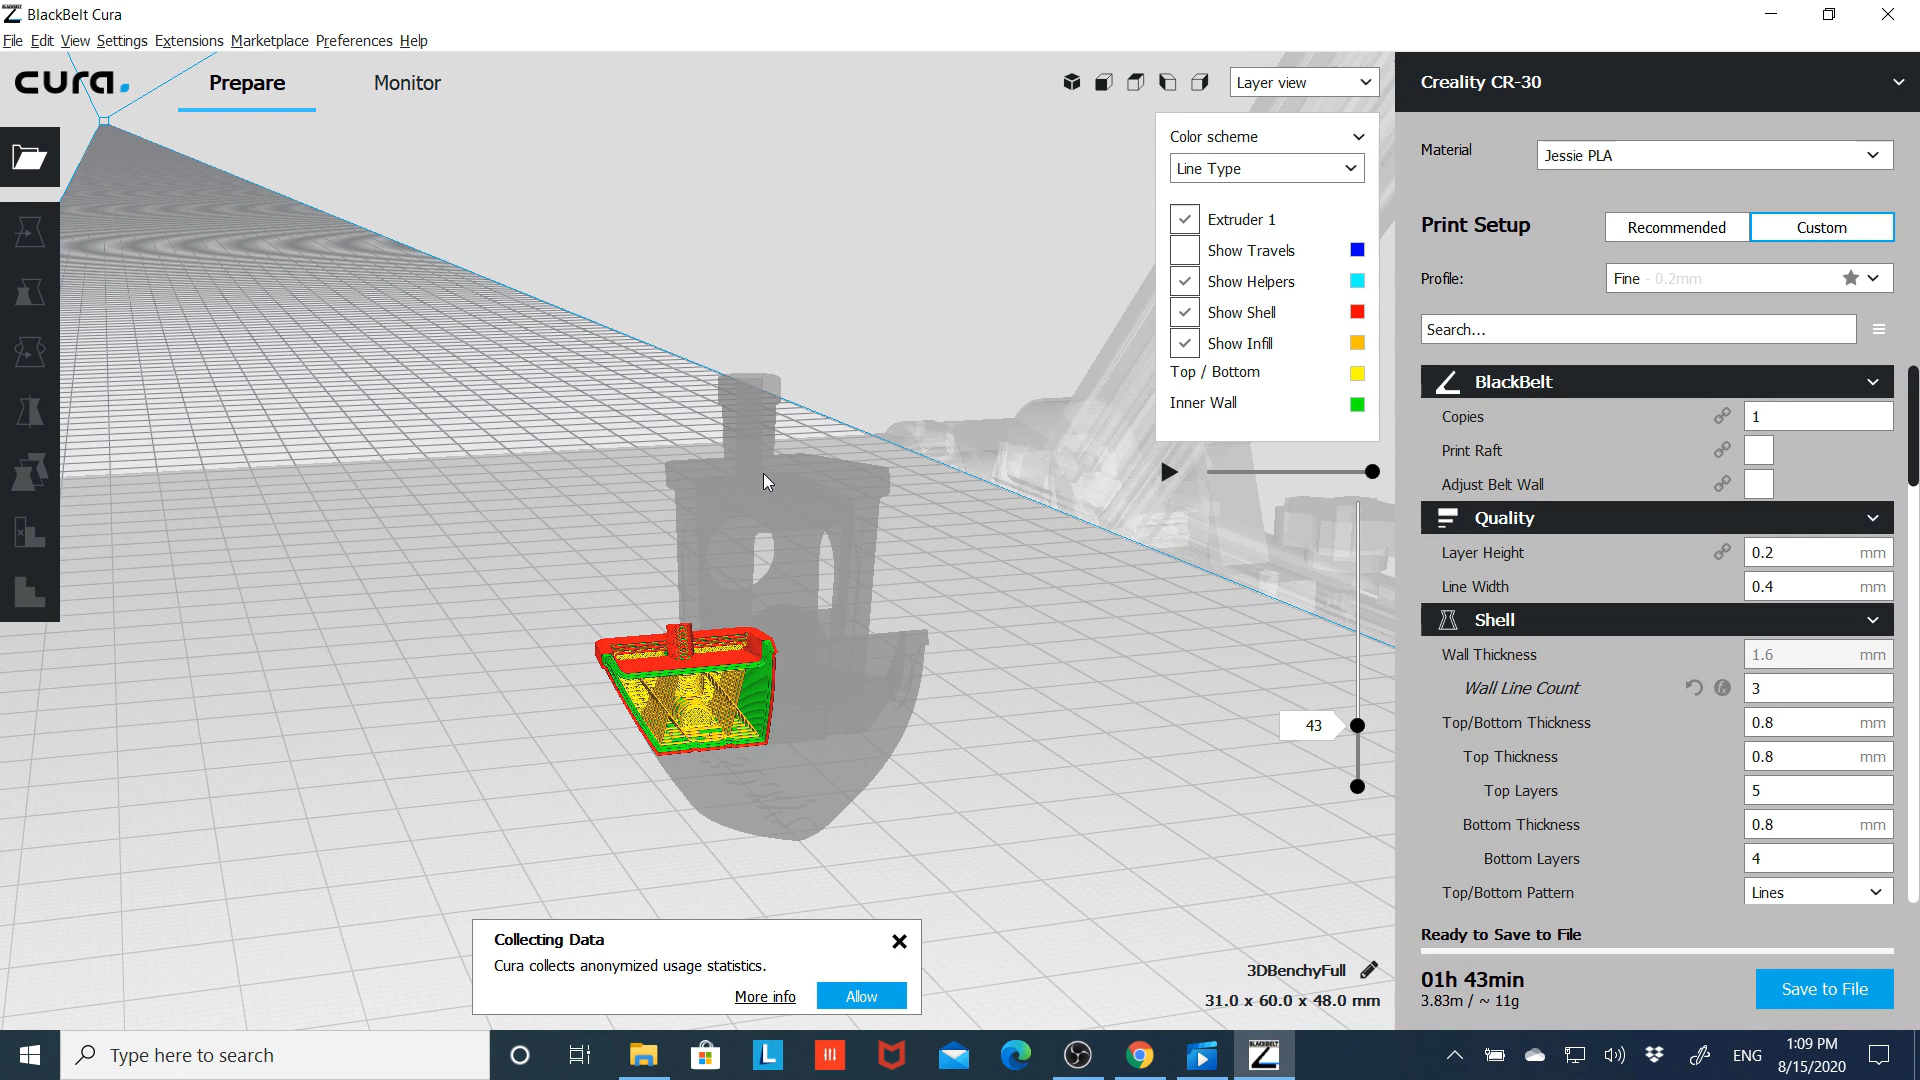 BlackBelt Cura
File Edit View Settings Extensions Marketplace Preferences Help
cura.
Prepare
Monitor
Layer view
Color scheme
Line Type
Extruder 1
Show Travels
Show Helpers
Show Shell
Show Infill
Top / Bottom
Inner Wall
43
Creality CR-30
Material
Jessie PLA
Print Setup
Recommended
Custom
Profile:
Fine - 0.2mm
Search...
BlackBelt
Copies 1
Print Raft
Adjust Belt Wall
Quality
Layer Height 0.2 mm
Line Width 0.4 mm
Shell
Wall Thickness 1.6 mm
Wall Line Count 3
Top/Bottom Thickness 0.8 mm
Top Thickness 0.8 mm
Top Layers 5
Bottom Thickness 0.8 mm
Bottom Layers 4
Top/Bottom Pattern Lines
Ready to Save to File
01h 43min
3.83m / ~ 11g
Save to File
Collecting Data
Cura collects anonymized usage statistics.
More info
Allow
3DBenchyFull
31.0 x 60.0 x 48.0 mm
Type here to search
L
BLACKBELT
ENG
1:09 PM
8/15/2020